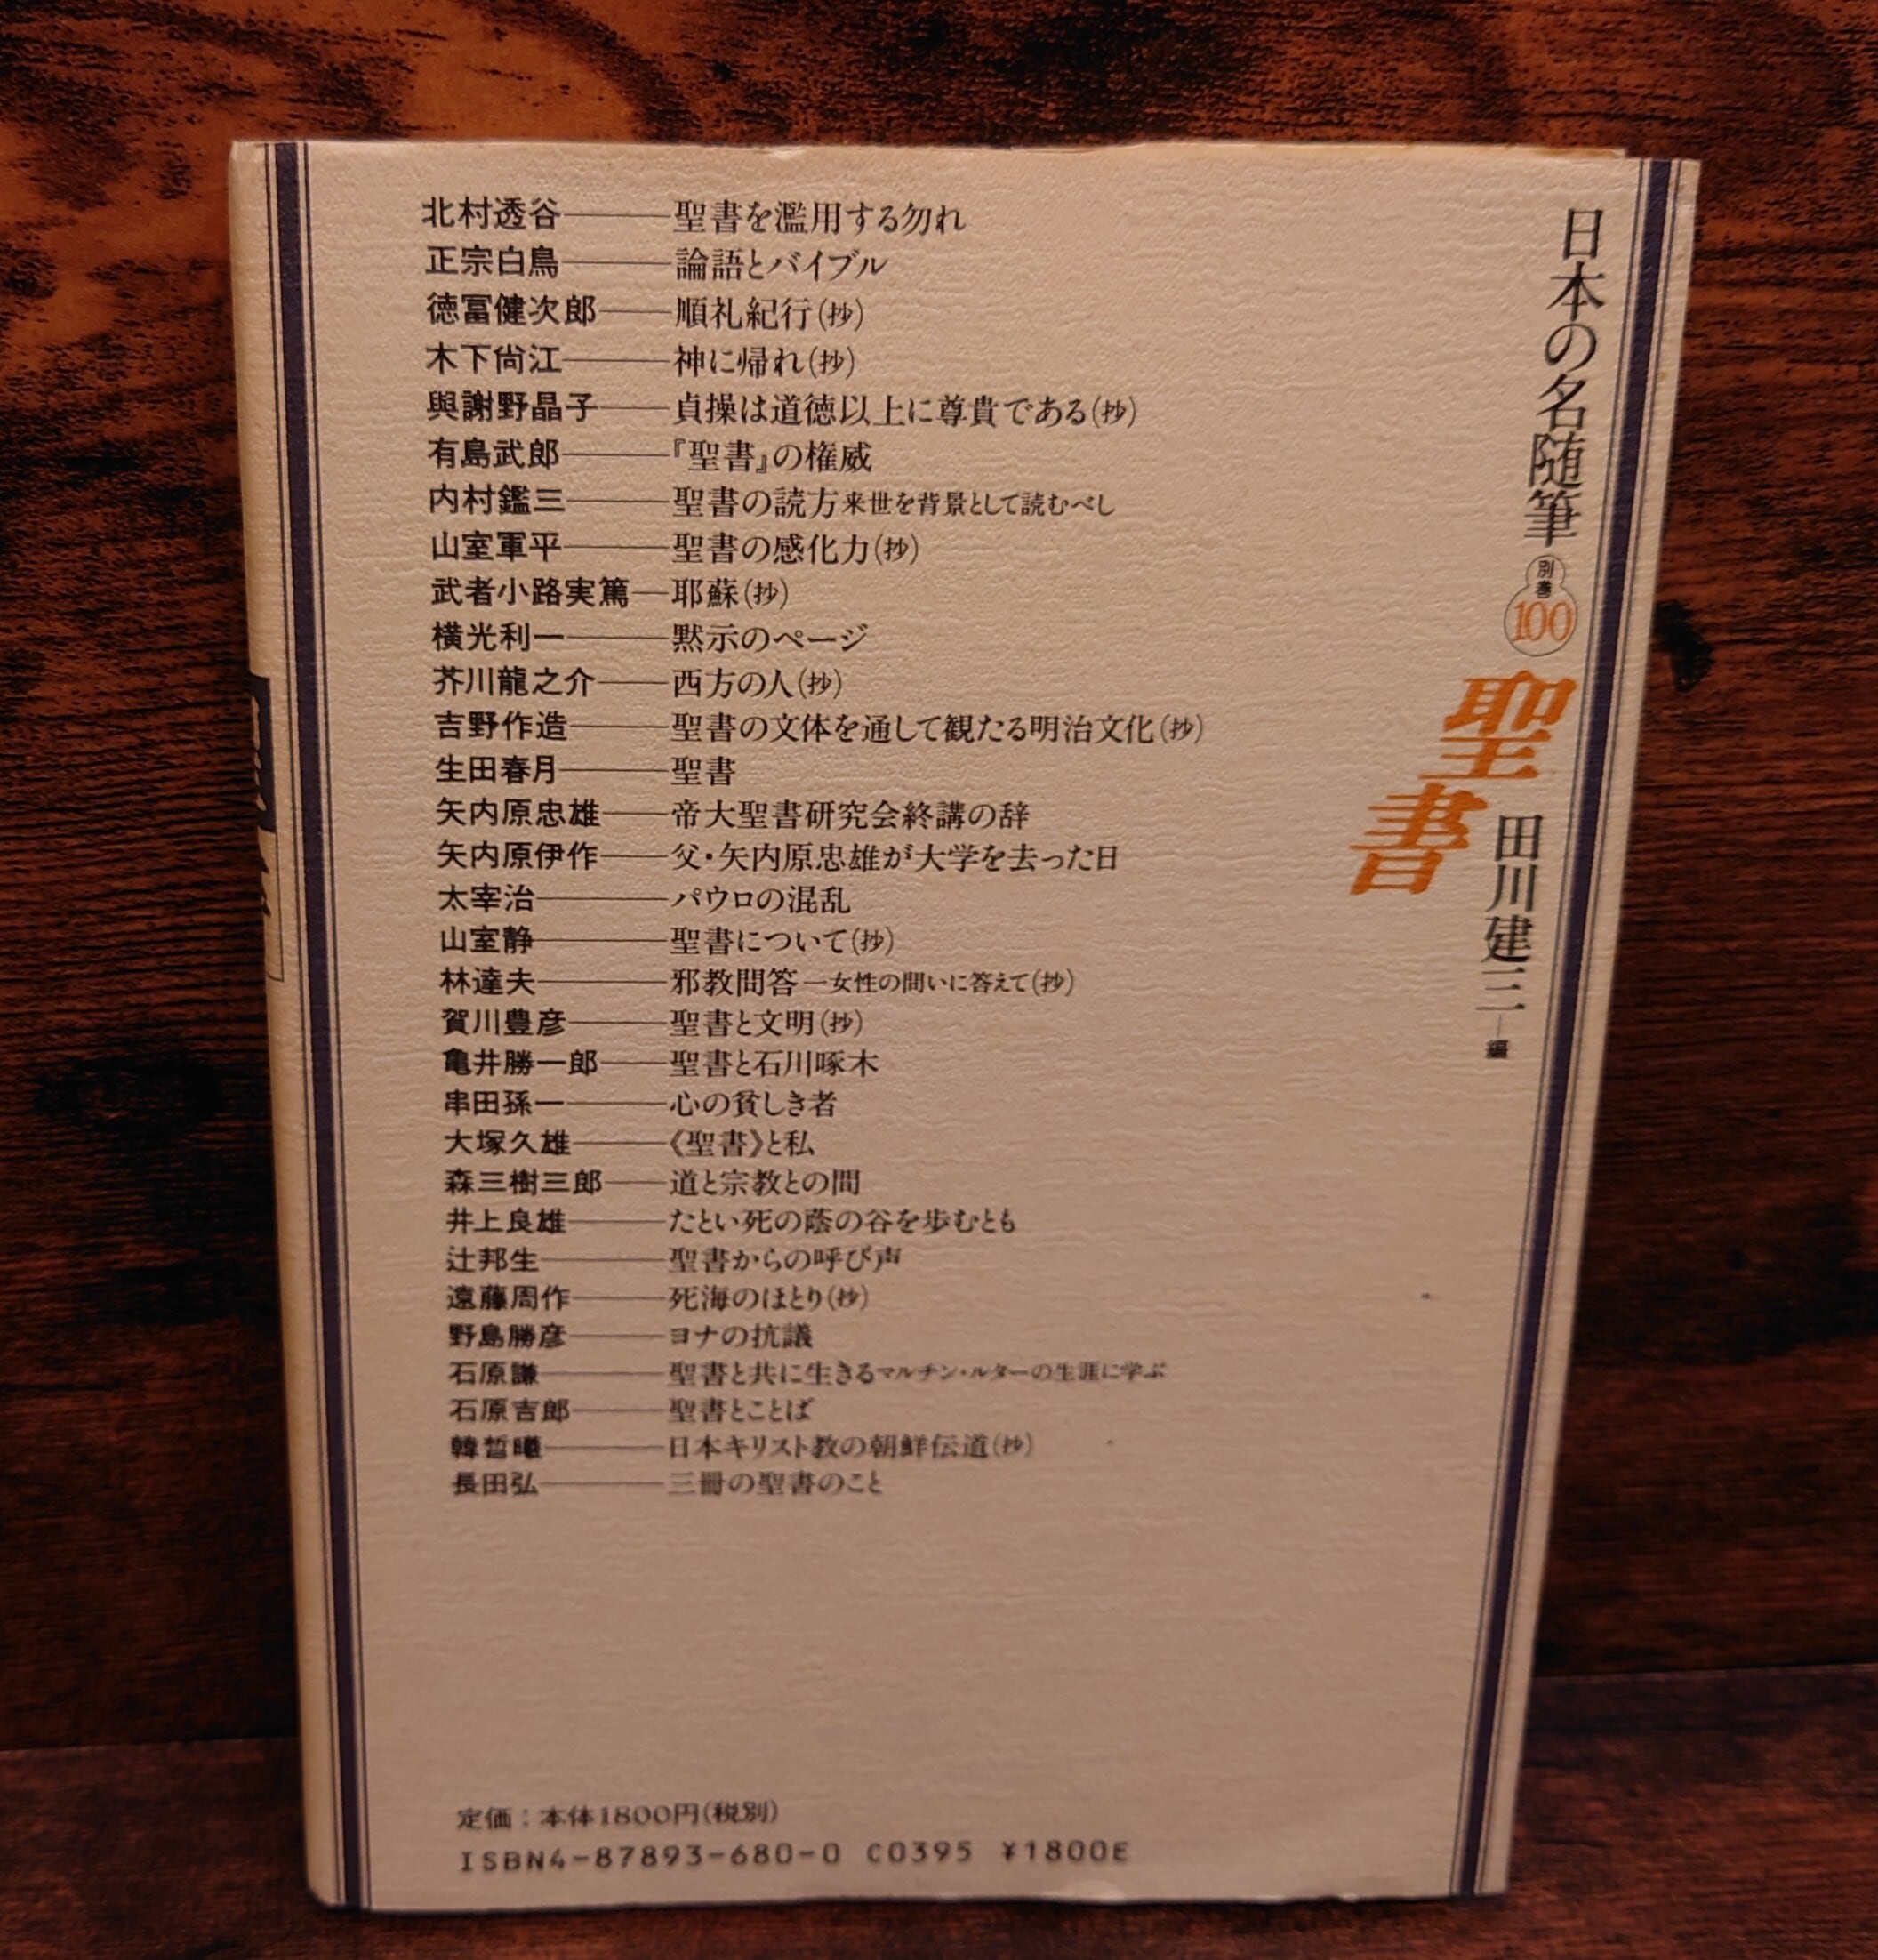 日本の名随筆 別巻100
聖書
田川建三―編
北村透谷――聖書を濫用する勿れ
正宗白鳥――論語とバイブル
徳冨健次郎――順礼紀行(抄)
木下尚江――神に帰れ(抄)
與謝野晶子――貞操は道徳以上に尊貴である(抄)
有島武郎――『聖書』の権威
内村鑑三――聖書の読方 来世を背景として読むべし
山室軍平――聖書の感化力(抄)
武者小路実篤―耶蘇(抄)
横光利一――黙示のページ
芥川龍之介――西方の人(抄)
吉野作造――聖書の文体を通して観たる明治文化(抄)
生田春月――聖書
矢内原忠雄――帝大聖書研究会終講の辞
矢内原伊作――父・矢内原忠雄が大学を去った日
太宰治――パウロの混乱
山室静――聖書について(抄)
林達夫――邪教問答 一女性の問いに答えて(抄)
賀川豊彦――聖書と文明(抄)
亀井勝一郎――聖書と石川啄木
串田孫一――心の貧しき者
大塚久雄――《聖書》と私
森三樹三郎――道と宗教との間
井上良雄――たとい死の蔭の谷を歩むとも
辻邦生――聖書からの呼び声
遠藤周作――死海のほとり(抄)
野島勝彦――ヨナの抗議
石原謙――聖書と共に生きる マルチン・ルターの生涯に学ぶ
石原吉郎――聖書とことば
韓晳曦――日本キリスト教の朝鮮伝道(抄)
長田弘――三冊の聖書のこと
定価：本体1800円(税別)
ISBN4-87893-680-0 C0395 ¥1800E